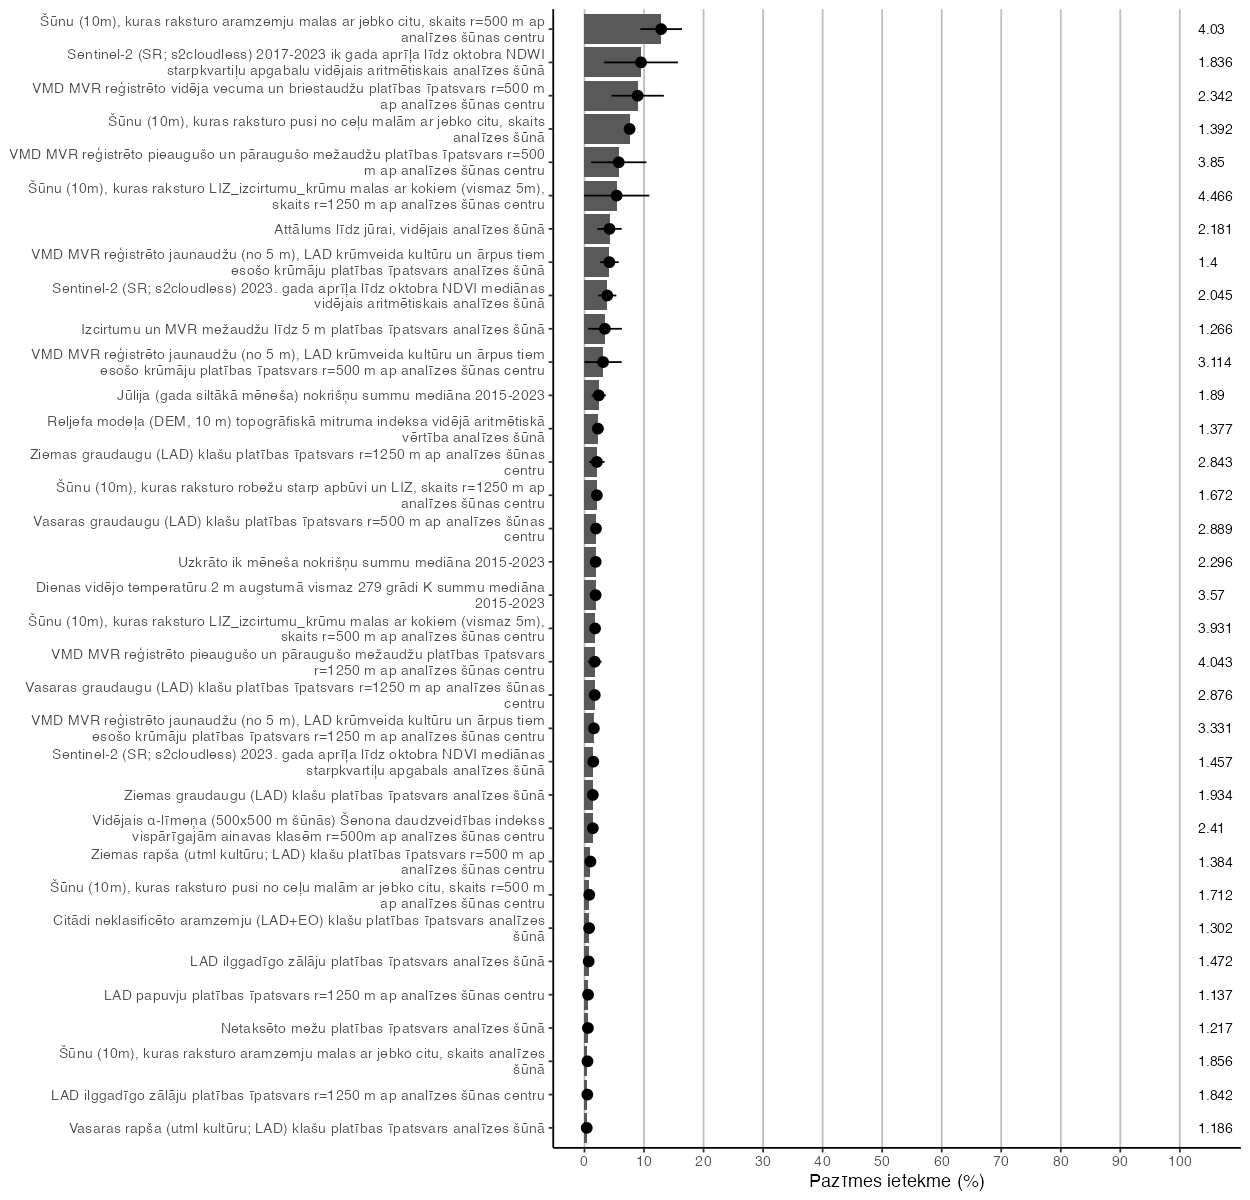 Šūnu (10m), kuras raksturo aramzemju malas ar jebko citu, skaits r=500 m ap
analīzes šūnas centru
4.03
Sentinel-2 (SR; s2cloudless) 2017-2023 ik gada aprīļa līdz oktobra NDWI
starpkvartiļu apgabalu vidējais aritmētiskais analīzes šūnā
1.836
VMD MVR reģistrēto vidēja vecuma un briestaudžu platības īpatsvars r=500 m
ap analīzes šūnas centru
2.342
Šūnu (10m), kuras raksturo pusi no ceļu malām ar jebko citu, skaits
analīzes šūnā
1.392
VMD MVR reģistrēto pieaugušo un pāraugušo mežaudžu platības īpatsvars r=500
m ap analīzes šūnas centru
3.85
Šūnu (10m), kuras raksturo LIZ_izcirtumu_krūmu malas ar kokiem (vismaz 5m),
skaits r=1250 m ap analīzes šūnas centru
4.466
Attālums līdz jūrai, vidējais analīzes šūnā
2.181
VMD MVR reģistrēto jaunaudžu (no 5 m), LAD krūmveida kultūru un ārpus tiem
esošo krūmāju platības īpatsvars analīzes šūnā
1.4
Sentinel-2 (SR; s2cloudless) 2023. gada aprīļa līdz oktobra NDVI mediānas
vidējais aritmētiskais analīzes šūnā
2.045
Izcirtumu un MVR mežaudžu līdz 5 m platības īpatsvars analīzes šūnā
1.266
VMD MVR reģistrēto jaunaudžu (no 5 m), LAD krūmveida kultūru un ārpus tiem
esošo krūmāju platības īpatsvars r=500 m ap analīzes šūnas centru
3.114
Jūlija (gada siltākā mēneša) nokrišņu summu mediāna 2015-2023
1.89
Reljefa modeļa (DEM, 10 m) topogrāfiskā mitruma indeksa vidējā aritmētiskā
vērtība analīzes šūnā
1.377
Ziemas graudaugu (LAD) klašu platības īpatsvars r=1250 m ap analīzes šūnas
centru
2.843
Šūnu (10m), kuras raksturo robežu starp apbūvi un LIZ, skaits r=1250 m ap
analīzes šūnas centru
1.672
Vasaras graudaugu (LAD) klašu platības īpatsvars r=500 m ap analīzes šūnas
centru
2.889
Uzkrāto ik mēneša nokrišņu summu mediāna 2015-2023
2.296
Dienas vidējo temperatūru 2 m augstumā vismaz 279 grādi K summu mediāna
2015-2023
3.57
Šūnu (10m), kuras raksturo LIZ_izcirtumu_krūmu malas ar kokiem (vismaz 5m),
skaits r=500 m ap analīzes šūnas centru
3.931
VMD MVR reģistrēto pieaugušo un pāraugušo mežaudžu platības īpatsvars
r=1250 m ap analīzes šūnas centru
4.043
Vasaras graudaugu (LAD) klašu platības īpatsvars r=1250 m ap analīzes šūnas
centru
2.876
VMD MVR reģistrēto jaunaudžu (no 5 m), LAD krūmveida kultūru un ārpus tiem
esošo krūmāju platības īpatsvars r=1250 m ap analīzes šūnas centru
3.331
Sentinel-2 (SR; s2cloudless) 2023. gada aprīļa līdz oktobra NDVI mediānas
starpkvartiļu apgabals analīzes šūnā
1.457
Ziemas graudaugu (LAD) klašu platības īpatsvars analīzes šūnā
1.934
Vidējais α-līmeņa (500x500 m šūnās) Šenona daudzveidības indekss
vispārīgajām ainavas klasēm r=500m ap analīzes šūnas centru
2.41
Ziemas rapša (utml kultūru; LAD) klašu platības īpatsvars r=500 m ap
analīzes šūnas centru
1.384
Šūnu (10m), kuras raksturo pusi no ceļu malām ar jebko citu, skaits r=500 m
ap analīzes šūnas centru
1.712
Citādi neklasificēto aramzemju (LAD+EO) klašu platības īpatsvars analīzes
šūnā
1.302
LAD ilggadīgo zālāju platības īpatsvars analīzes šūnā
1.472
LAD papuvju platības īpatsvars r=1250 m ap analīzes šūnas centru
1.137
Netaksēto mežu platības īpatsvars analīzes šūnā
1.217
Šūnu (10m), kuras raksturo aramzemju malas ar jebko citu, skaits analīzes
šūnā
1.856
LAD ilggadīgo zālāju platības īpatsvars r=1250 m ap analīzes šūnas centru
1.842
Vasaras rapša (utml kultūru; LAD) klašu platības īpatsvars analīzes šūnā
1.186
0 10 20 30 40 50 60 70 80 90 100
Pazīmes ietekme (%)